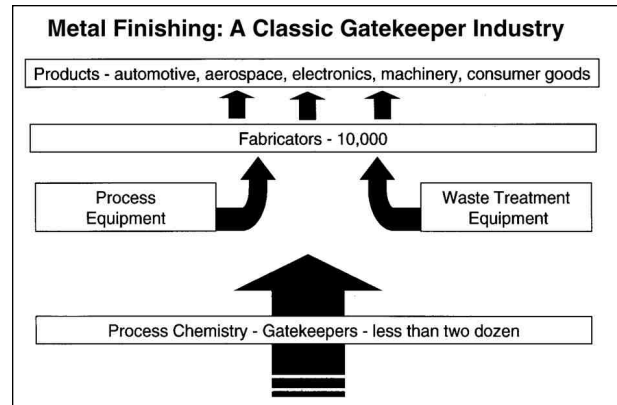 Metal Finishing: A Classic Gatekeeper Industry
Products - automotive, aerospace, electronics, machinery, consumer goods
Fabricators - 10,000
Process
Equipment
Waste Treatment
Equipment
Process Chemistry - Gatekeepers - less than two dozen